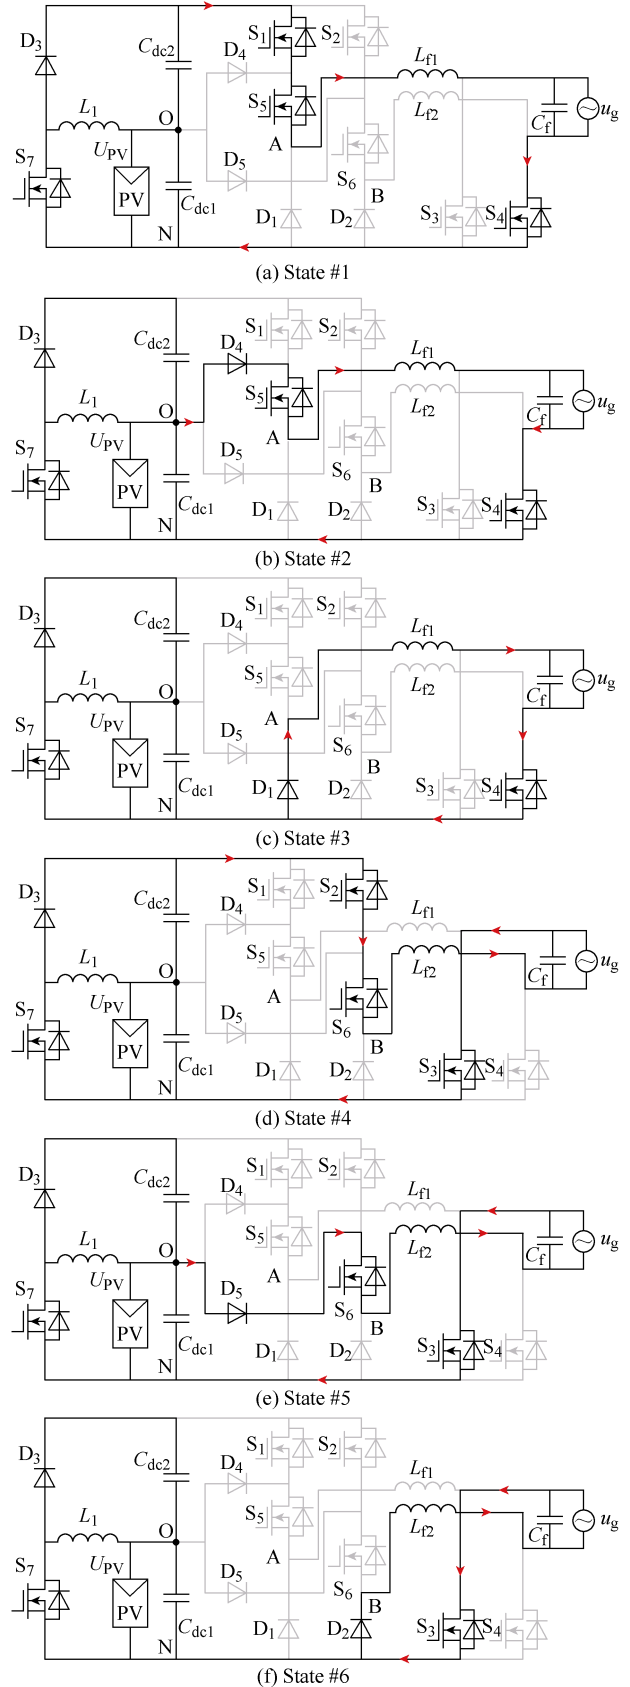 D3 Cdc2 S1 S2
D4 Lf1
L1 O S5 Cf ug
UPV A Lf2
S7 PV D5 S6 B
Cdc1 S3 S4
N D1 D2
(a) State #1
S1 S2
D3 Cdc2 D4 Lf1
L1 O S5 Cf ug
UPV A Lf2
S7 PV D5 S6 B
Cdc1 S3 S4
N D1 D2
(b) State #2
S1 S2
D3 Cdc2 D4 Lf1
L1 O S5 Cf ug
UPV A Lf2
S7 PV D5 S6 B
Cdc1 S3 S4
N D1 D2
(c) State #3
S1 S2
D3 Cdc2 D4 Lf1
L1 O S5 Lf2 Cf ug
UPV A
S7 PV D5 S6 B
Cdc1 S3 S4
N D1 D2
(d) State #4
S1 S2
D3 Cdc2 D4 Lf1
L1 O S5 Lf2 Cf ug
UPV A
S7 PV D5 S6 B
Cdc1 S3 S4
N D1 D2
(e) State #5
S1 S2
D3 Cdc2 D4 Lf1
L1 O S5 Lf2 Cf ug
UPV A
S7 PV D5 S6 B
Cdc1 S3 S4
N D1 D2
(f) State #6